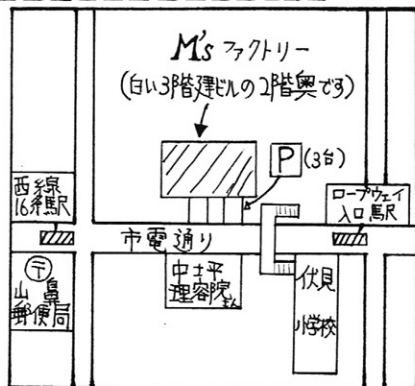 M's ファクトリー
(白い3階建ビルの2階奥です)
P (3台)
西線
16条駅
ロープウェイ
入口駅
市電通り
〒
山鼻
郵便局
中土平
理容院さん
伏見
小学校